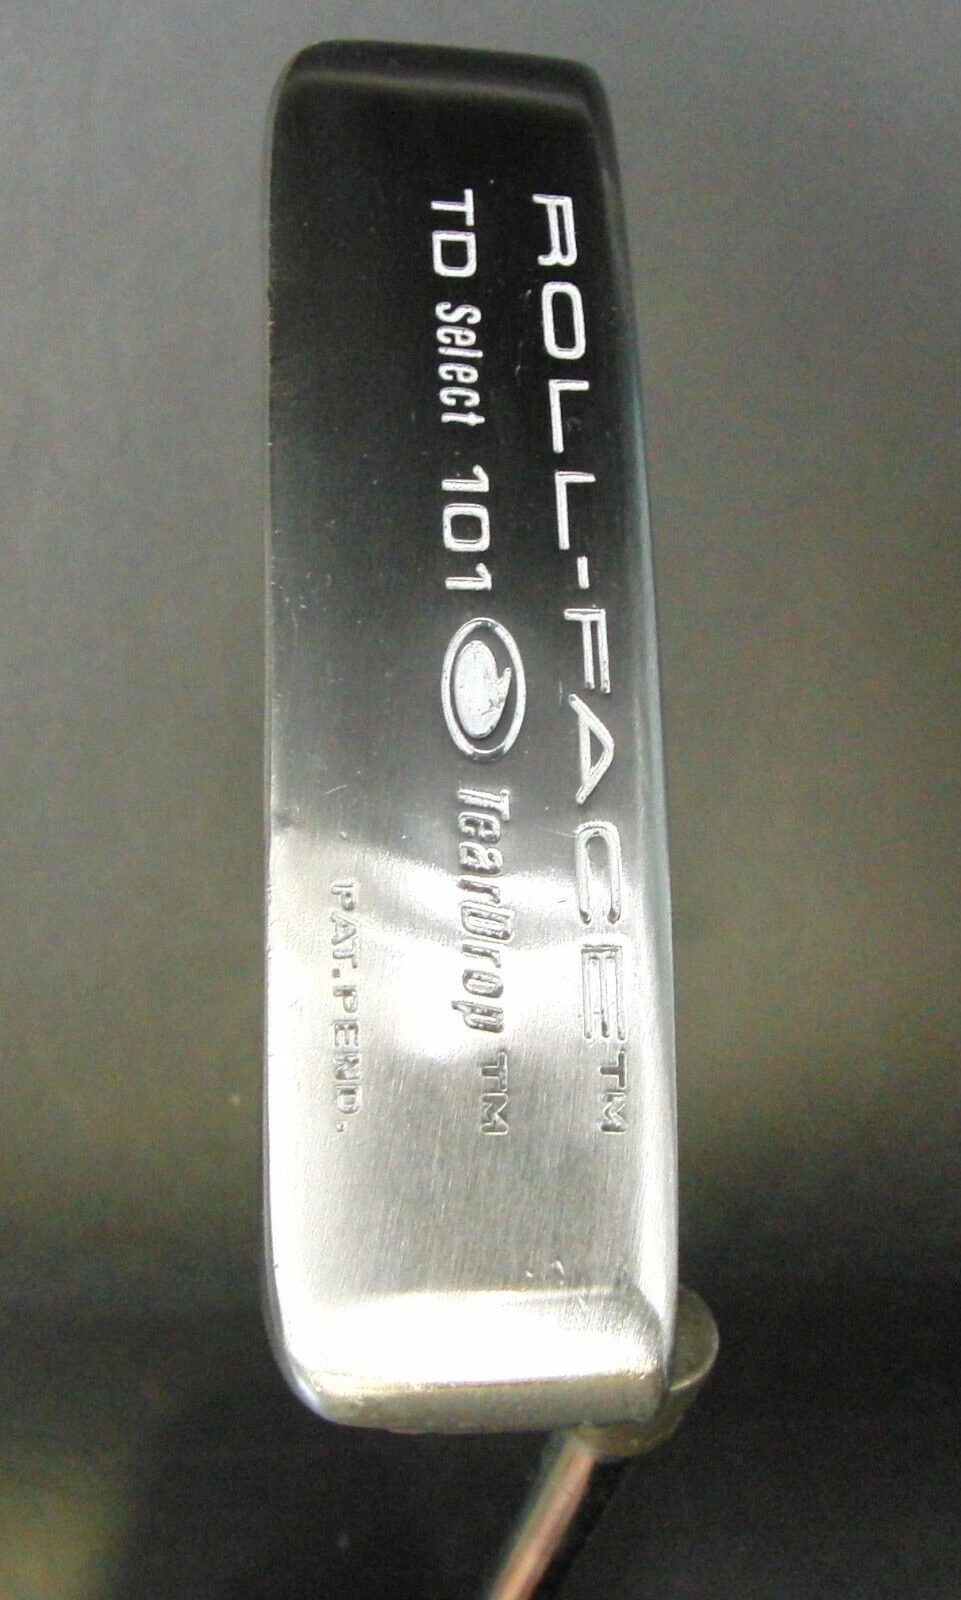 ROLL-FACE™
TD Select 101 TearDrop™
PAT.PEND.